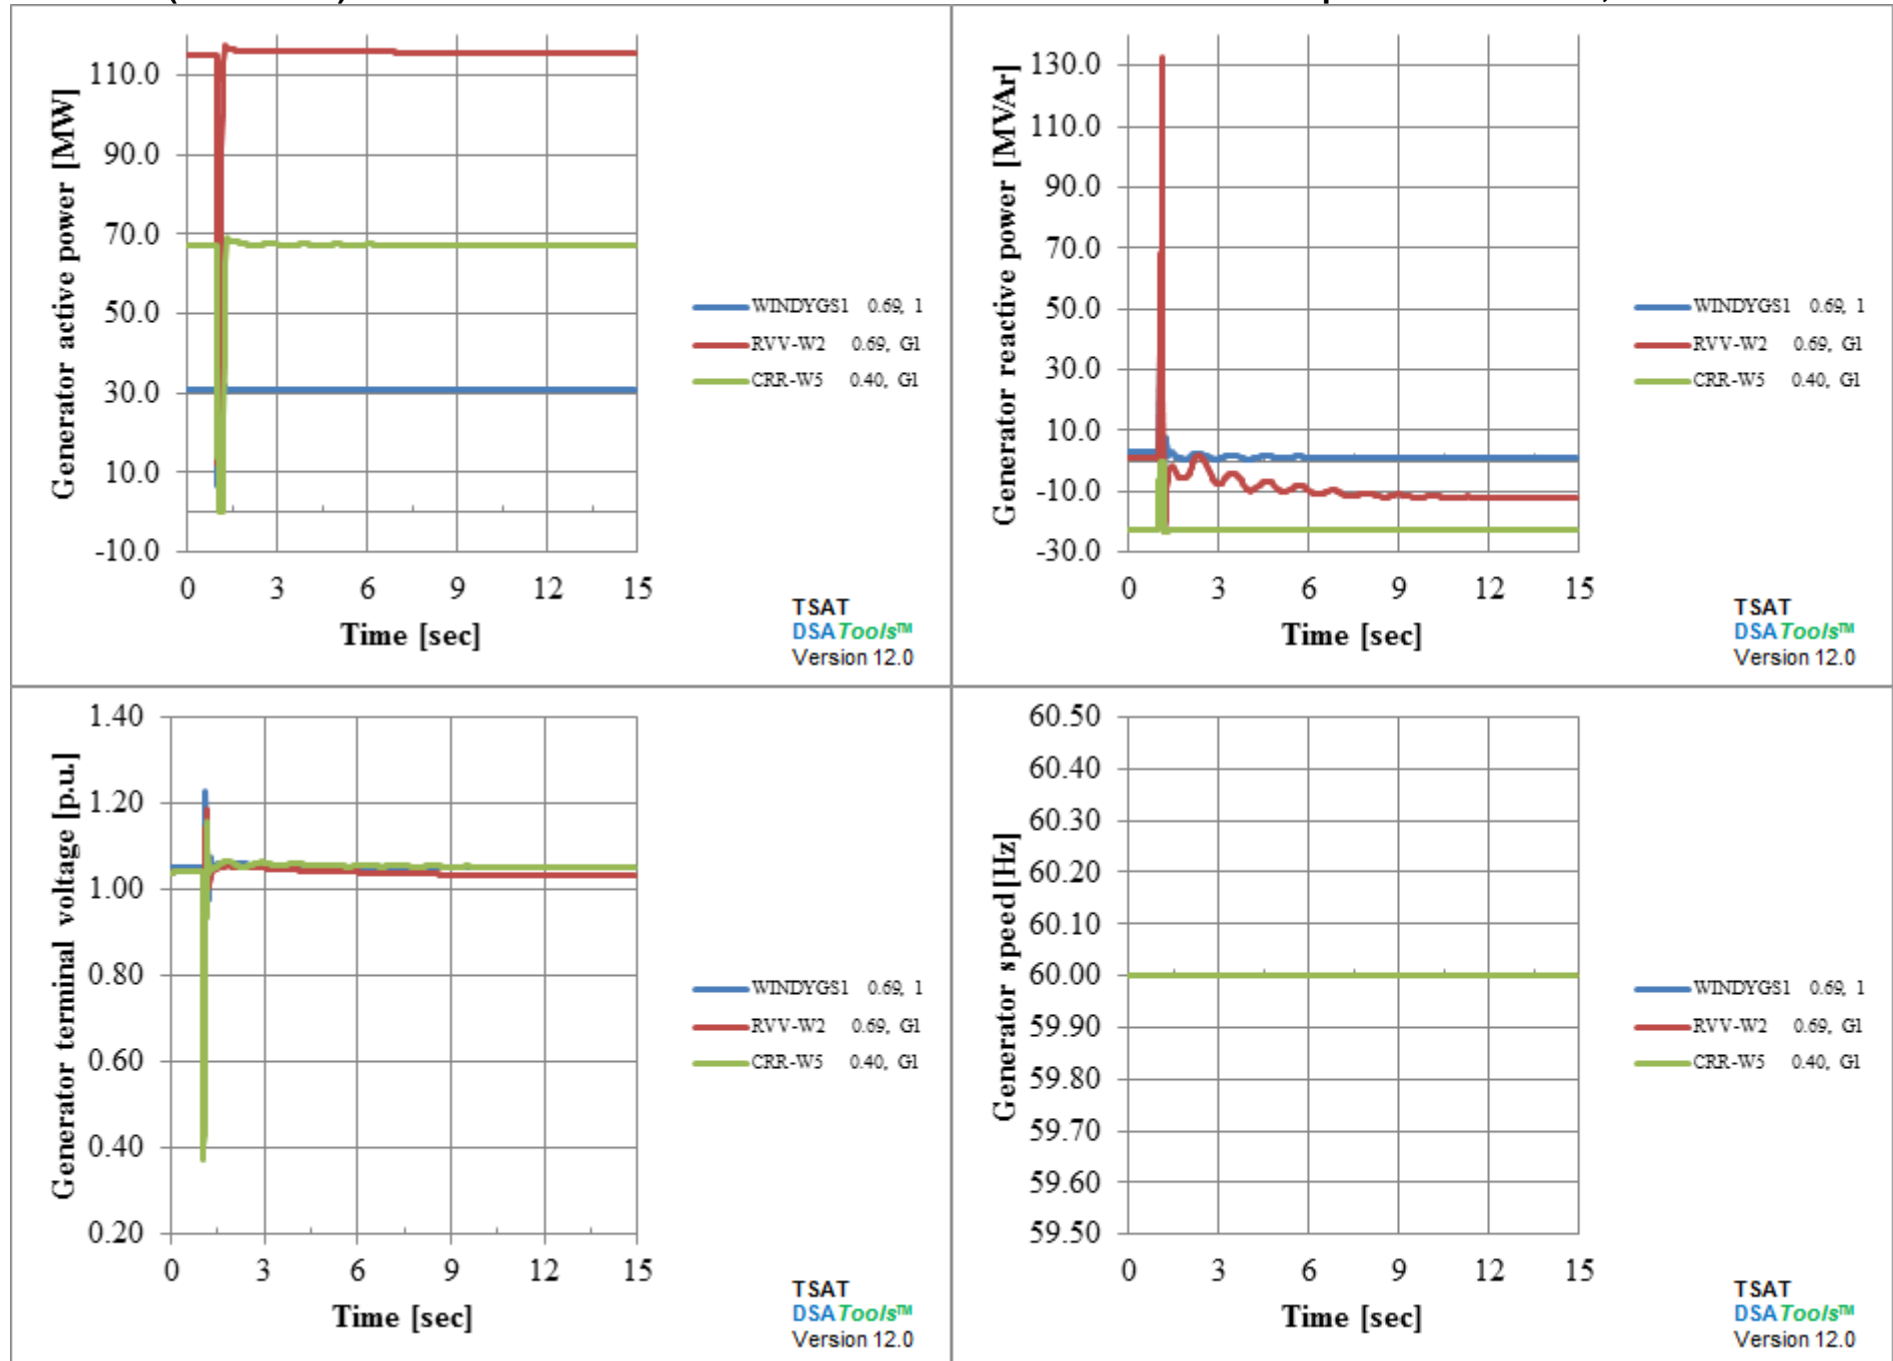 Generator active power [MW]
110.0
90.0
70.0
50.0
30.0
10.0
-10.0
0 3 6 9 12 15
Time [sec]
WINDYGS1 0.69, 1
RVV-W2 0.69, G1
CRR-W5 0.40, G1
TSAT
DSATools™
Version 12.0
Generator reactive power [MVAr]
130.0
110.0
90.0
70.0
50.0
30.0
10.0
-10.0
-30.0
0 3 6 9 12 15
Time [sec]
WINDYGS1 0.69, 1
RVV-W2 0.69, G1
CRR-W5 0.40, G1
TSAT
DSATools™
Version 12.0
Generator terminal voltage [p.u.]
1.40
1.20
1.00
0.80
0.60
0.40
0.20
0 3 6 9 12 15
Time [sec]
WINDYGS1 0.69, 1
RVV-W2 0.69, G1
CRR-W5 0.40, G1
TSAT
DSATools™
Version 12.0
Generator speed[Hz]
60.50
60.40
60.30
60.20
60.10
60.00
59.90
59.80
59.70
59.60
59.50
0 3 6 9 12 15
Time [sec]
WINDYGS1 0.69, 1
RVV-W2 0.69, G1
CRR-W5 0.40, G1
TSAT
DSATools™
Version 12.0